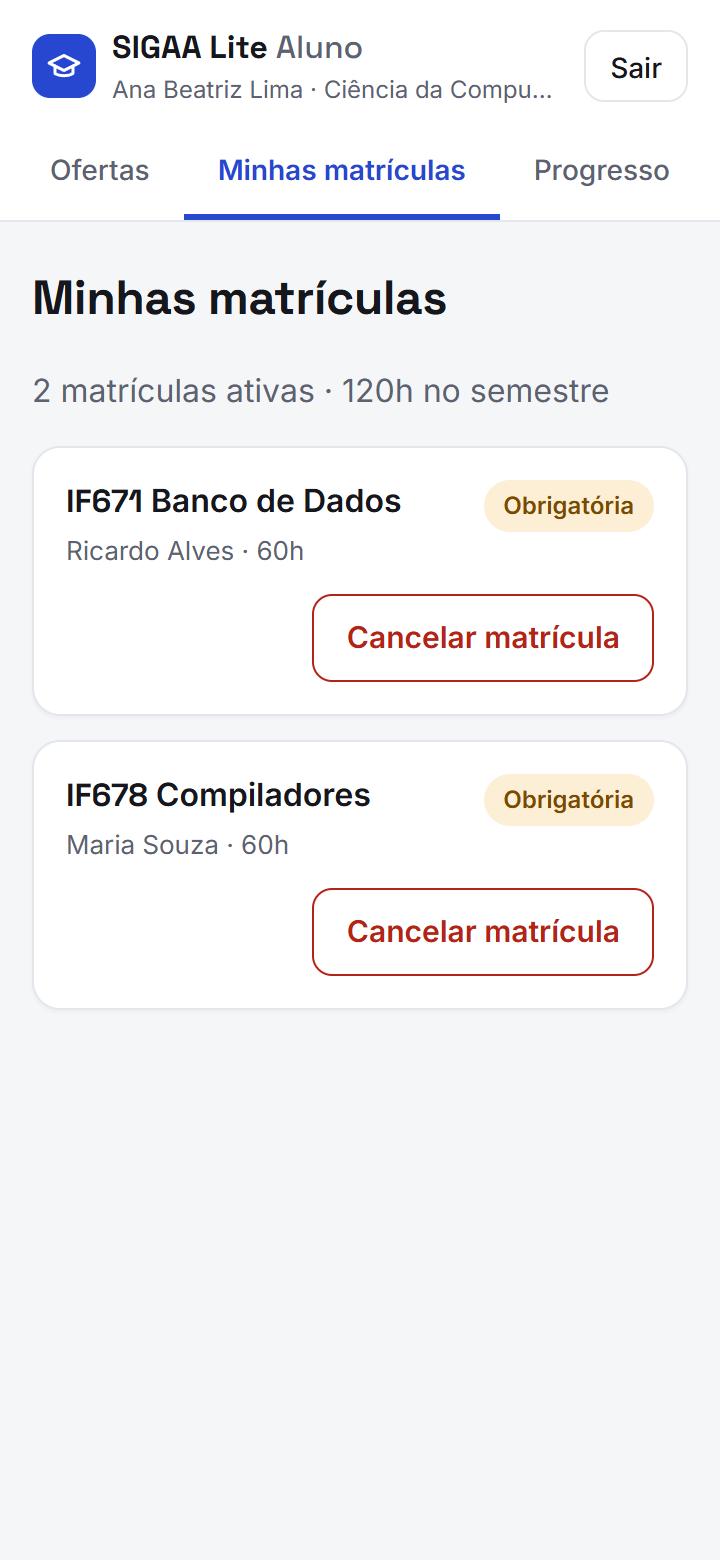 SIGAA Lite Aluno
Ana Beatriz Lima · Ciência da Compu...
Sair
Ofertas
Minhas matrículas
Progresso
Minhas matrículas
2 matrículas ativas · 120h no semestre
IF671 Banco de Dados
Obrigatória
Ricardo Alves · 60h
Cancelar matrícula
IF678 Compiladores
Obrigatória
Maria Souza · 60h
Cancelar matrícula